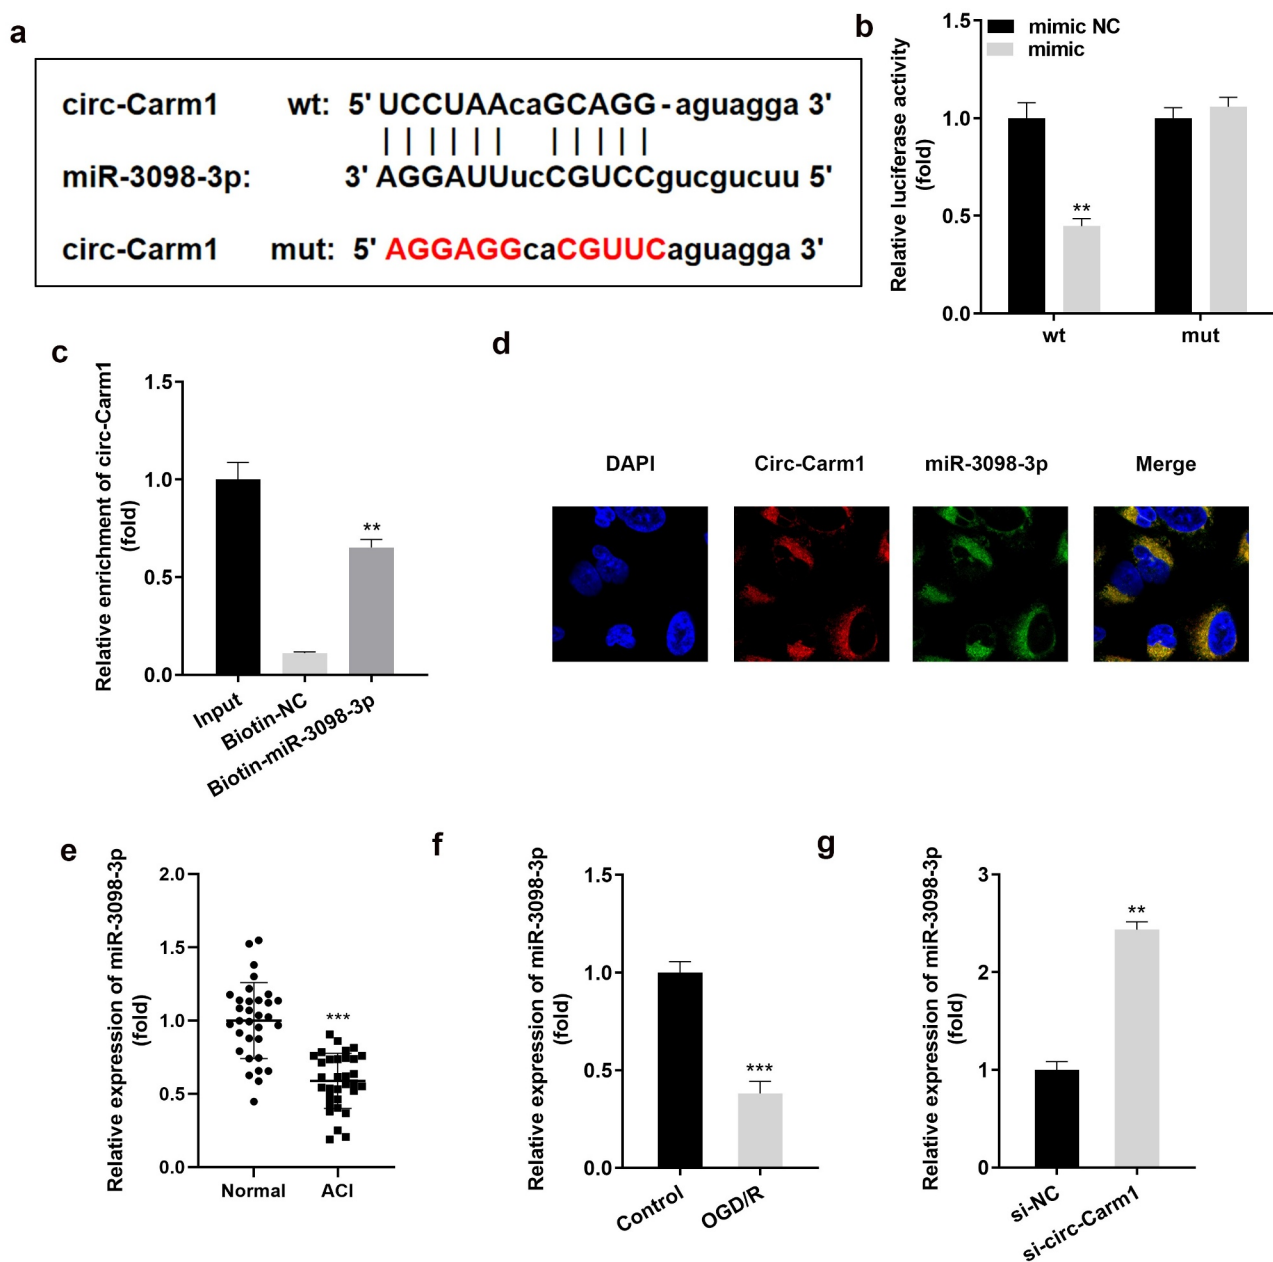 a
circ-Carm1 wt: 5' UCCUAAcaGCAGG-aguagga 3'
miR-3098-3p: 3' AGGAUUucCGUCCgucgucuu 5'
circ-Carm1 mut: 5' AGGAGGcaCGUUCaguagga 3'
b
Relative luciferase activity
(fold)
1.5
1.0
0.5
0.0
mimic NC
mimic
**
wt mut
c
Relative enrichment of circ-Carm1
(fold)
1.5
1.0
0.5
0.0
**
Input
Biotin-NC
Biotin-miR-3098-3p
d
DAPI Circ-Carm1 miR-3098-3p Merge
e
Relative expression of miR-3098-3p
(fold)
2.0
1.5
1.0
0.5
0.0
***
Normal ACI
f
Relative expression of miR-3098-3p
(fold)
1.5
1.0
0.5
0.0
***
Control
OGD/R
g
Relative expression of miR-3098-3p
(fold)
3
2
1
0
**
si-NC
si-circ-Carm1